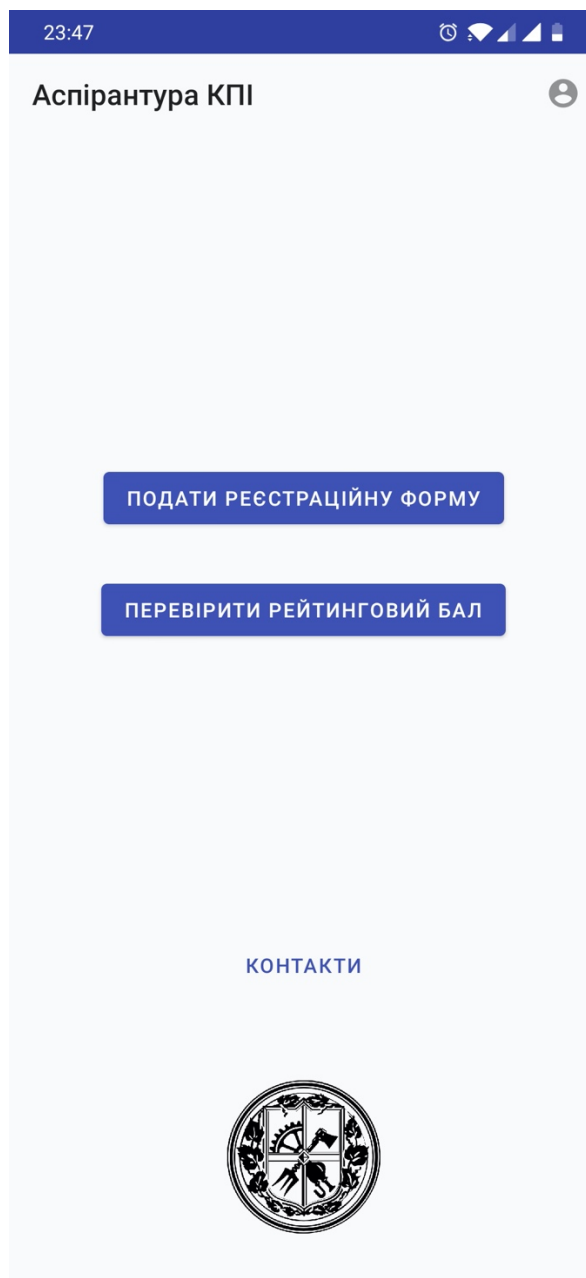 23:47
Аспірантура КПІ
ПОДАТИ РЕЄСТРАЦІЙНУ ФОРМУ
ПЕРЕВІРИТИ РЕЙТИНГОВИЙ БАЛ
КОНТАКТИ